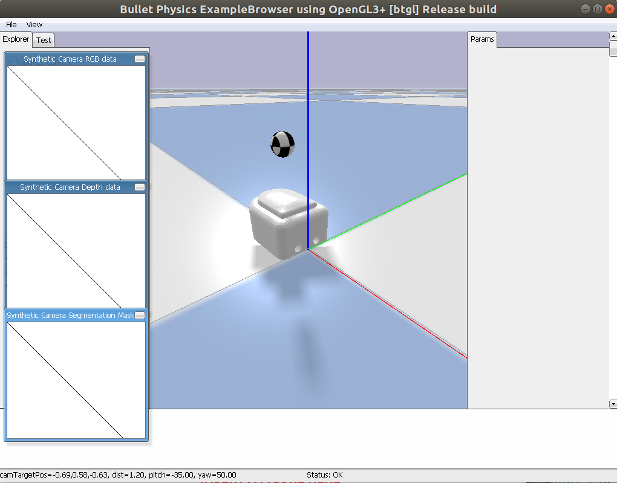 Bullet Physics ExampleBrowser using OpenGL3+ [btgl] Release build
File View
Explorer Test
Params
Synthetic Camera RGB data
Synthetic Camera Depth data
Synthetic Camera Segmentation Mask
camTargetPos=-0.69,0.58,-0.63, dist=1.20, pitch=-35.00, yaw=50.00
Status: OK